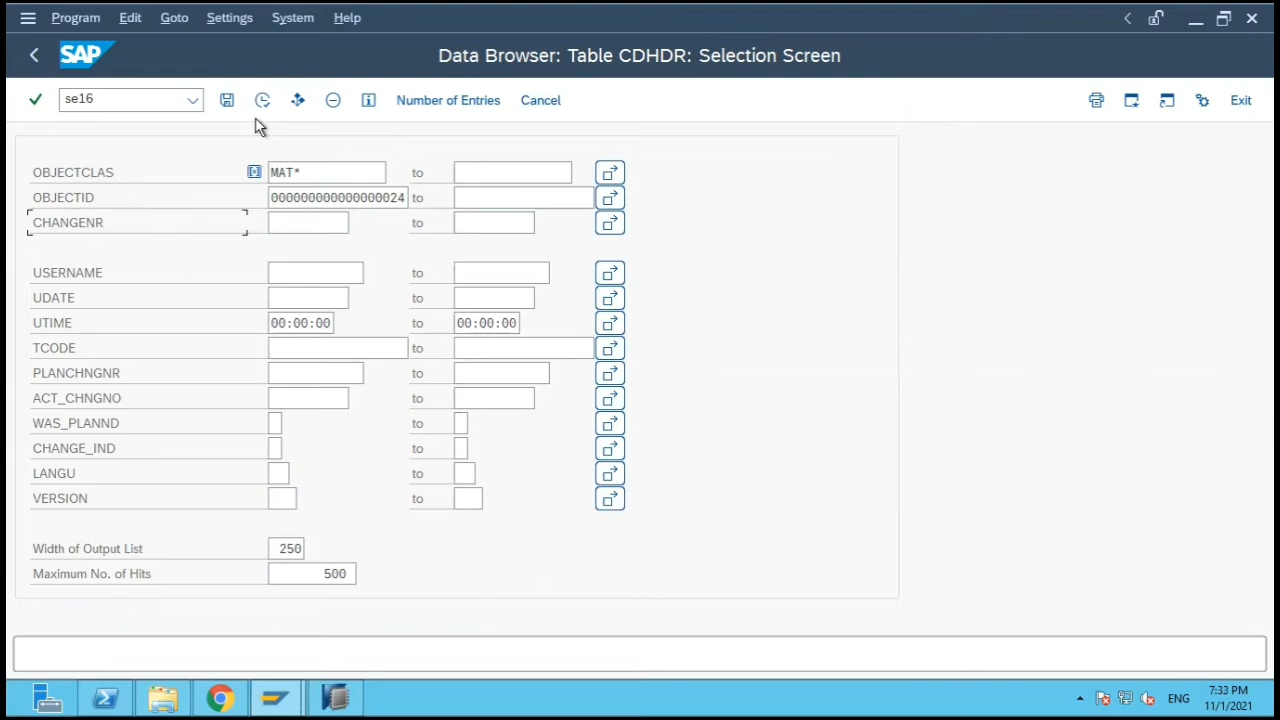 Program Edit Goto Settings System Help
SAP Data Browser: Table CDHDR: Selection Screen
se16 Number of Entries Cancel Exit
OBJECTCLAS MAT* to
OBJECTID 000000000000000024 to
CHANGENR to
USERNAME to
UDATE to
UTIME 00:00:00 to 00:00:00
TCODE to
PLANCHNGNR to
ACT_CHNGNO to
WAS_PLANND to
CHANGE_IND to
LANGU to
VERSION to
Width of Output List 250
Maximum No. of Hits 500
ENG 7:33 PM
11/1/2021